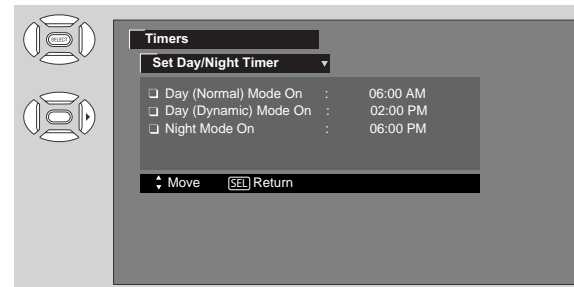 SELECT
Timers
Set Day/Night Timer
Day (Normal) Mode On : 06:00 AM
Day (Dynamic) Mode On : 02:00 PM
Night Mode On : 06:00 PM
Move SEL Return